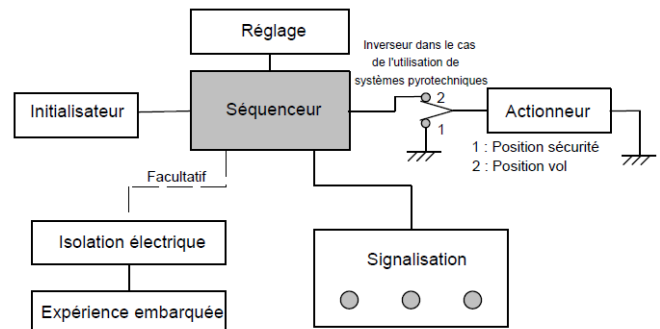 Réglage
Inverseur dans le cas
de l'utilisation de
systèmes pyrotechniques
Initialisateur
Séquenceur
2
1
Actionneur
1 : Position sécurité
2 : Position vol
Facultatif
Isolation électrique
Signalisation
Expérience embarquée